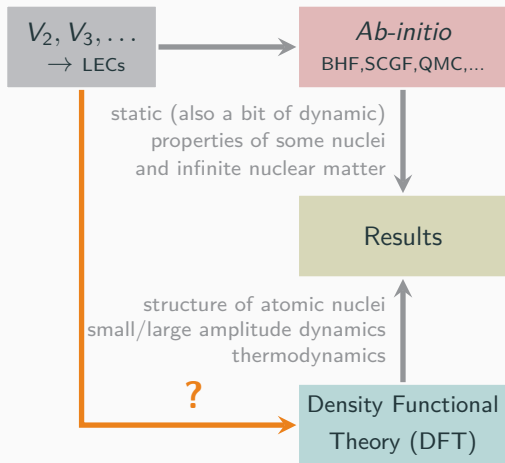 V₂, V₃, . . .
→ LECs
Ab-initio
BHF,SCGF,QMC,...
static (also a bit of dynamic)
properties of some nuclei
and infinite nuclear matter
Results
structure of atomic nuclei
small/large amplitude dynamics
thermodynamics
?
Density Functional
Theory (DFT)